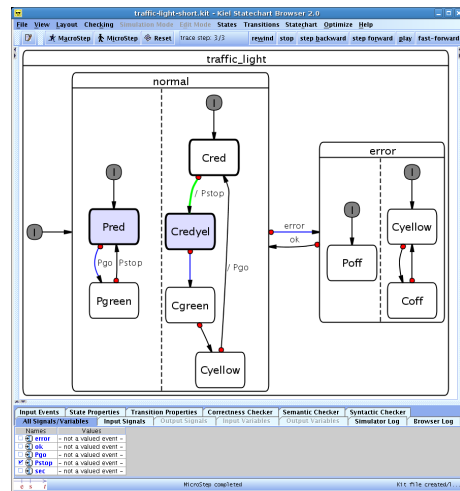 traffic-light-short.kit - Kiel Statechart Browser 2.0
File View Layout Checking Simulation Mode Edit Mode States Transitions Statechart Optimize Help
MacroStep MicroStep Reset trace step: 3/3 rewind stop step backward step forward play fast-forward
traffic_light
normal
I
Cred
error
I
/ Pstop
I
I
Pred
Credyel
error
Cyellow
I
ok
Pgo
Pstop
/ Pgo
Poff
Pgreen
Cgreen
Coff
Cyellow
Input Events State Properties Transition Properties Correctness Checker Semantic Checker Syntactic Checker
All Signals/Variables Input Signals Output Signals Input Variables Output Variables Simulator Log Browser Log
Names Values
error - not a valued event -
ok - not a valued event -
Pgo - not a valued event -
Pstop - not a valued event -
sec - not a valued event -
MicroStep completed Kit file created/l...